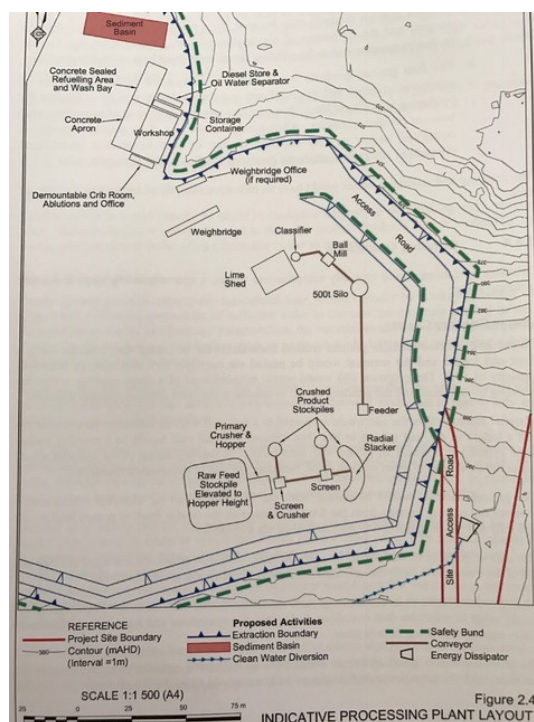 Sediment
Basin
Concrete Sealed
Refuelling Area
and Wash Bay
Diesel Store &
Oil Water Separator
Concrete
Apron
Workshop
Storage
Container
Demountable Crib Room,
Ablutions and Office
Weighbridge Office
(if required)
Weighbridge
Access
Road
Classifier
Ball
Mill
Lime
Shed
500t Silo
Crushed
Product
Stockpiles
Feeder
Primary
Crusher &
Hopper
Radial
Stacker
Raw Feed
Stockpile
Elevated to
Hopper Height
Screen
Screen
& Crusher
Site Access Road
REFERENCE
Project Site Boundary
380 Contour (mAHD)
(Interval =1m)
Proposed Activities
Extraction Boundary
Sediment Basin
Clean Water Diversion
Safety Bund
Conveyor
Energy Dissipator
SCALE 1:1 500 (A4)
25 0 25 50 75 m
Figure 2.4
INDICATIVE PROCESSING PLANT LAYOUT